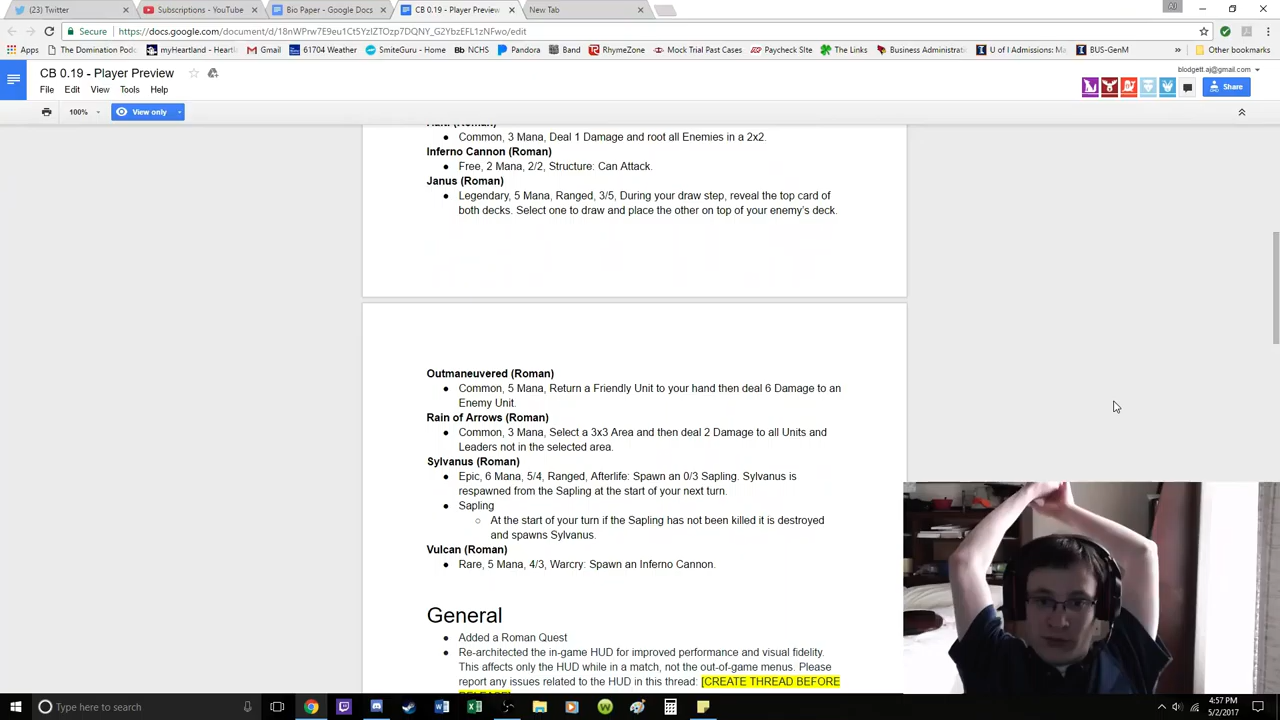 (23) Twitter
Subscriptions - YouTube
Bio Paper - Google Docs
CB 0.19 - Player Preview
New Tab
AJ
Secure
Apps
The Domination Pod
myHeartland - Heartl
Gmail
61704 Weather
SmiteGuru - Home
NCHS
Pandora
Band
RhymeZone
Mock Trial Past Cases
Paycheck Site
The Links
Business Administrati
U of I Admissions: M
BUS-GenM
Other bookmarks
CB 0.19 - Player Preview
blodgett.aj@gmail.com
File Edit View Tools Help
Share
100%
View only
Common, 3 Mana, Deal 1 Damage and root all Enemies in a 2x2.
Inferno Cannon (Roman)
Free, 2 Mana, 2/2, Structure: Can Attack.
Janus (Roman)
Legendary, 5 Mana, Ranged, 3/5, During your draw step, reveal the top card of
both decks. Select one to draw and place the other on top of your enemy's deck.
Outmaneuvered (Roman)
Common, 5 Mana, Return a Friendly Unit to your hand then deal 6 Damage to an
Enemy Unit.
Rain of Arrows (Roman)
Common, 3 Mana, Select a 3x3 Area and then deal 2 Damage to all Units and
Leaders not in the selected area.
Sylvanus (Roman)
Epic, 6 Mana, 5/4, Ranged, Afterlife: Spawn an 0/3 Sapling. Sylvanus is
respawned from the Sapling at the start of your next turn.
Sapling
At the start of your turn if the Sapling has not been killed it is destroyed
and spawns Sylvanus.
Vulcan (Roman)
Rare, 5 Mana, 4/3, Warcry: Spawn an Inferno Cannon.
General
Added a Roman Quest
Re-architected the in-game HUD for improved performance and visual fidelity.
This affects only the HUD while in a match, not the out-of-game menus. Please
report any issues related to the HUD in this thread: [CREATE THREAD BEFORE
Type here to search
4:57 PM
5/2/2017